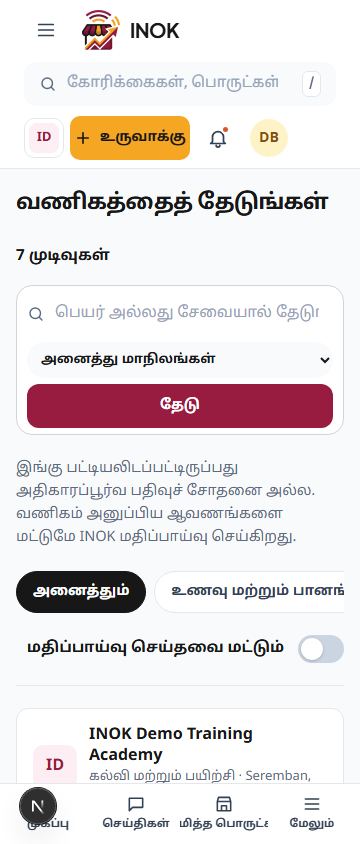 INOK
கோரிக்கைகள், பொருட்கள் /
ID + உருவாக்கு DB
வணிகத்தைத் தேடுங்கள்
7 முடிவுகள்
பெயர் அல்லது சேவையால்
அனைத்து மாநிலங்கள்
தேடு
இங்கு பட்டியலிடப்பட்டிருப்பது
அதிகாரப்பூர்வ பதிவுச் சோதனை அல்ல.
வணிகம் அனுப்பிய ஆவணங்களை
மட்டுமே INOK மதிப்பாய்வு செய்கிறது.
அனைத்தும் உணவு மற்றும்
மதிப்பாய்வு செய்தவை மட்டும்
INOK Demo Training
Academy
ID
கல்வி மற்றும் பயிற்சி · Seremban,
N
செய்திகள் மேலும்